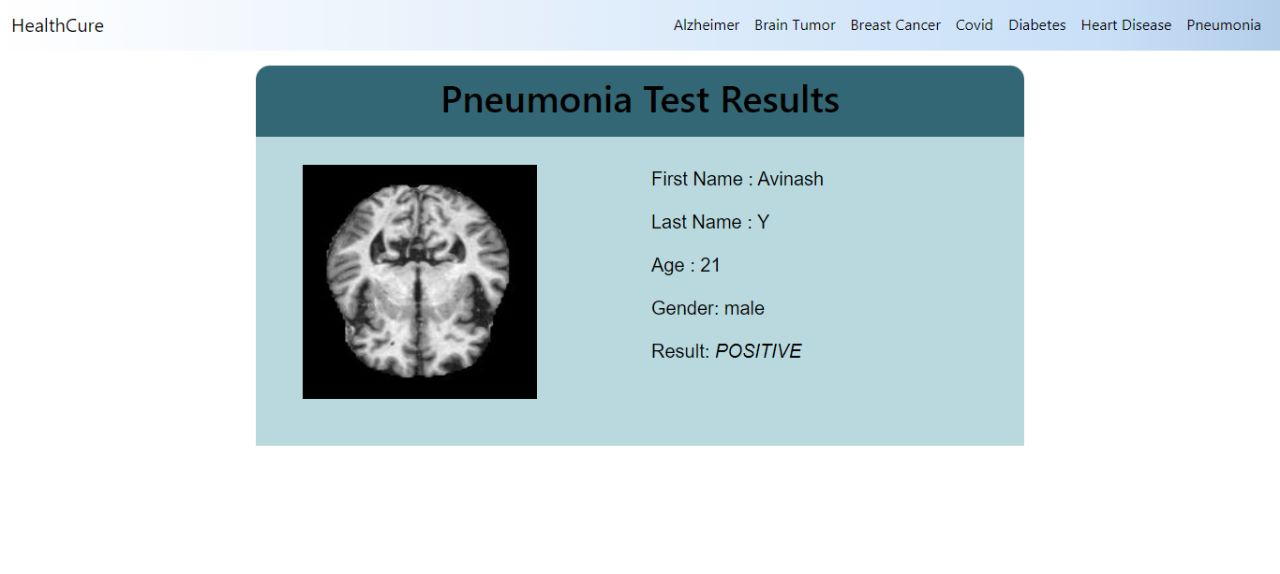 HealthCure
Alzheimer Brain Tumor Breast Cancer Covid Diabetes Heart Disease Pneumonia
Pneumonia Test Results
First Name : Avinash
Last Name : Y
Age : 21
Gender: male
Result: POSITIVE